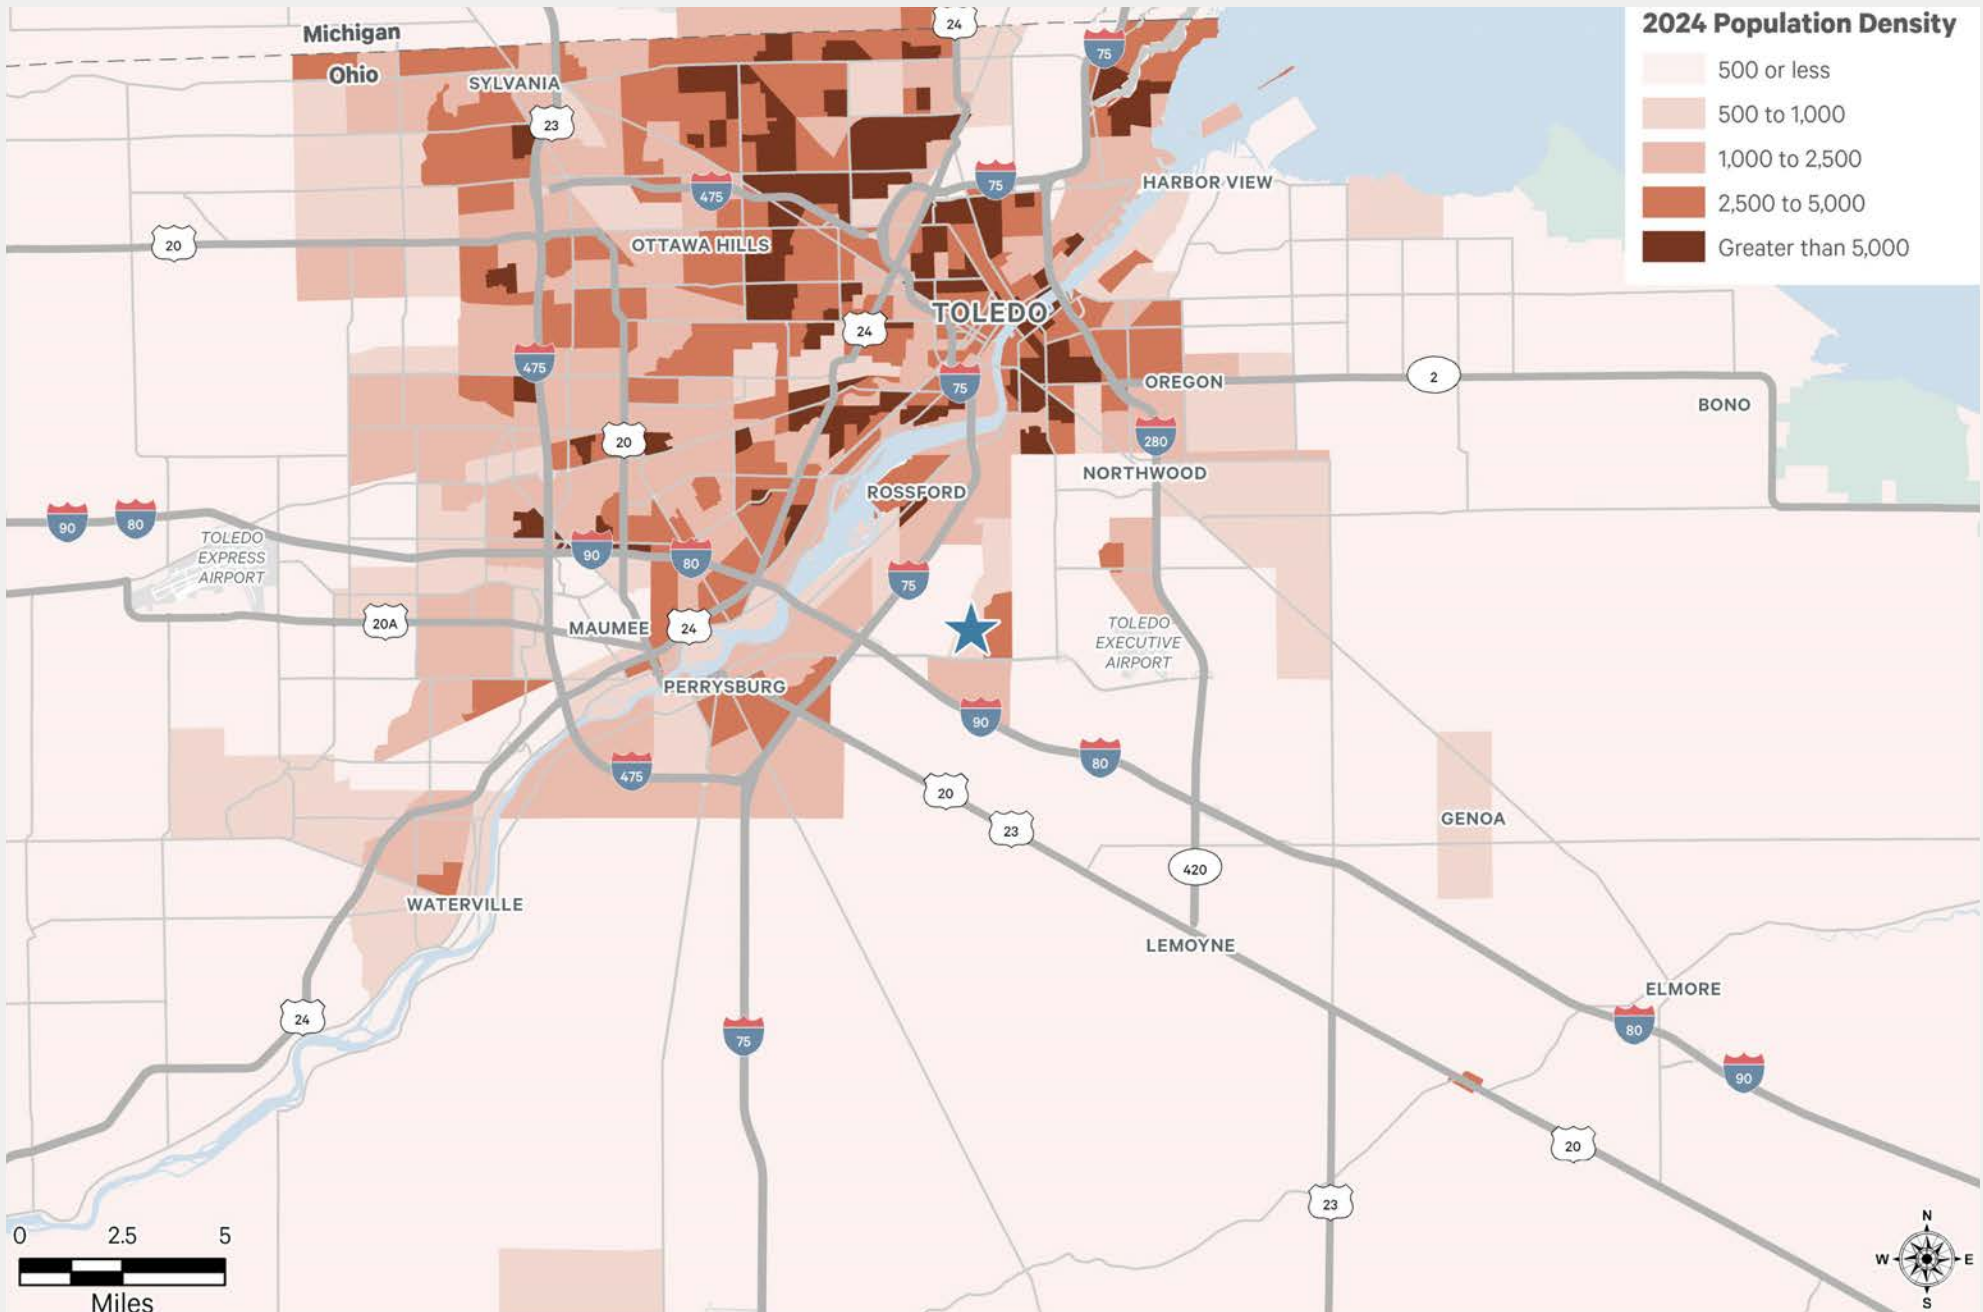 24
Michigan
2024 Population Density
Ohio
75
500 or less
SYLVANIA
500 to 1,000
23
1,000 to 2,500
475
75
HARBOR VIEW
2,500 to 5,000
20
OTTAWA HILLS
Greater than 5,000
TOLEDO
24
475
75
OREGON
2
BONO
20
280
NORTHWOOD
ROSSFORD
90
80
TOLEDO
EXPRESS
AIRPORT
90
80
75
20A
MAUMEE
24
TOLEDO
EXECUTIVE
AIRPORT
PERRYSBURG
90
475
80
20
23
GENOA
420
WATERVILLE
LEMOYNE
24
ELMORE
75
80
90
20
23
0 2.5 5
Miles
N
W E
S